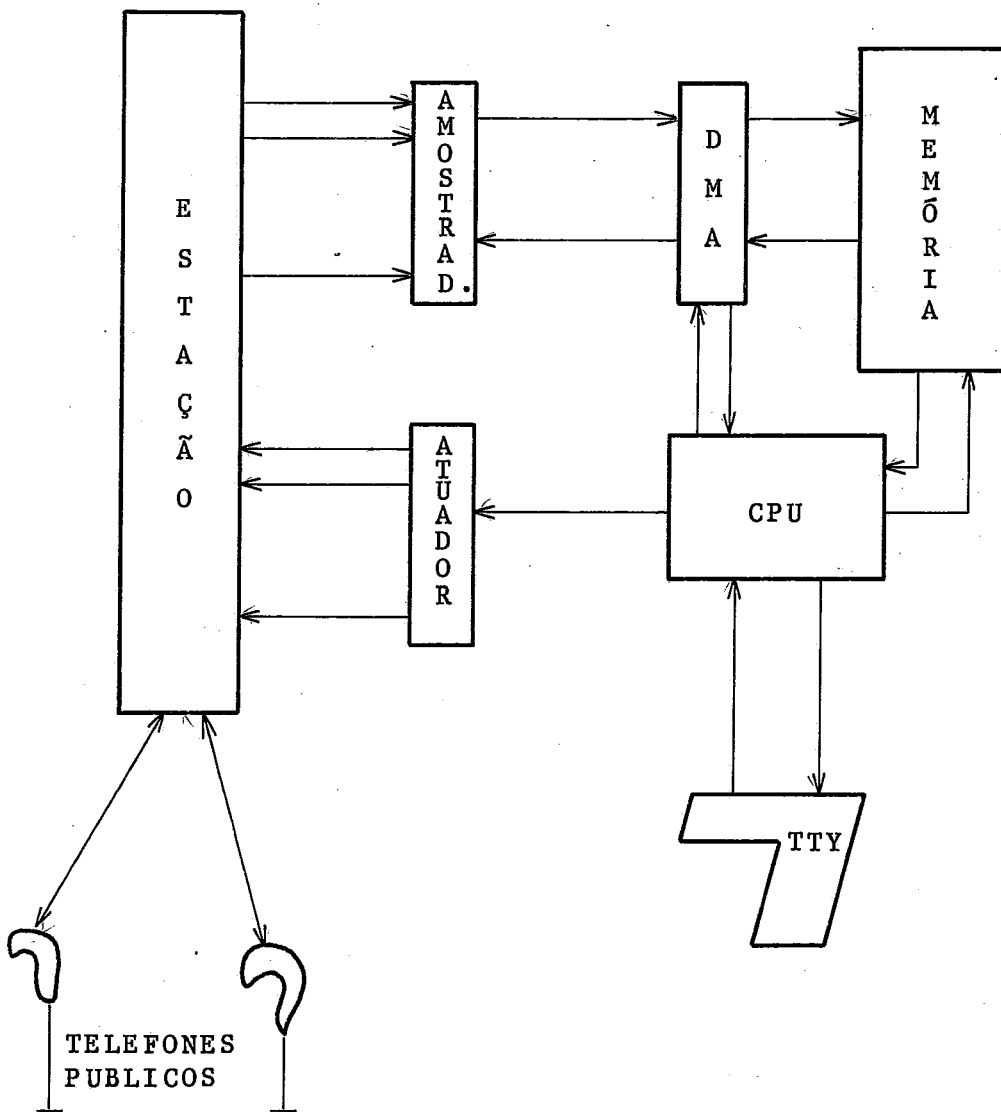 ESTAÇÃO
AMOSTRAD.
DMA
MEMÓRIA
ATUADOR
CPU
TTY
TELEFONES
PUBLICOS